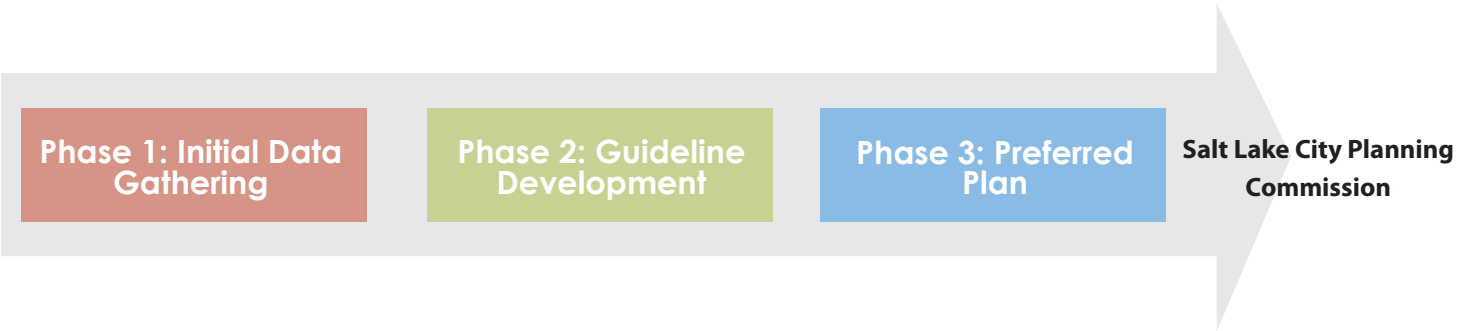 Phase 1: Initial Data
Gathering
Phase 2: Guideline
Development
Phase 3: Preferred
Plan
Salt Lake City Planning
Commission